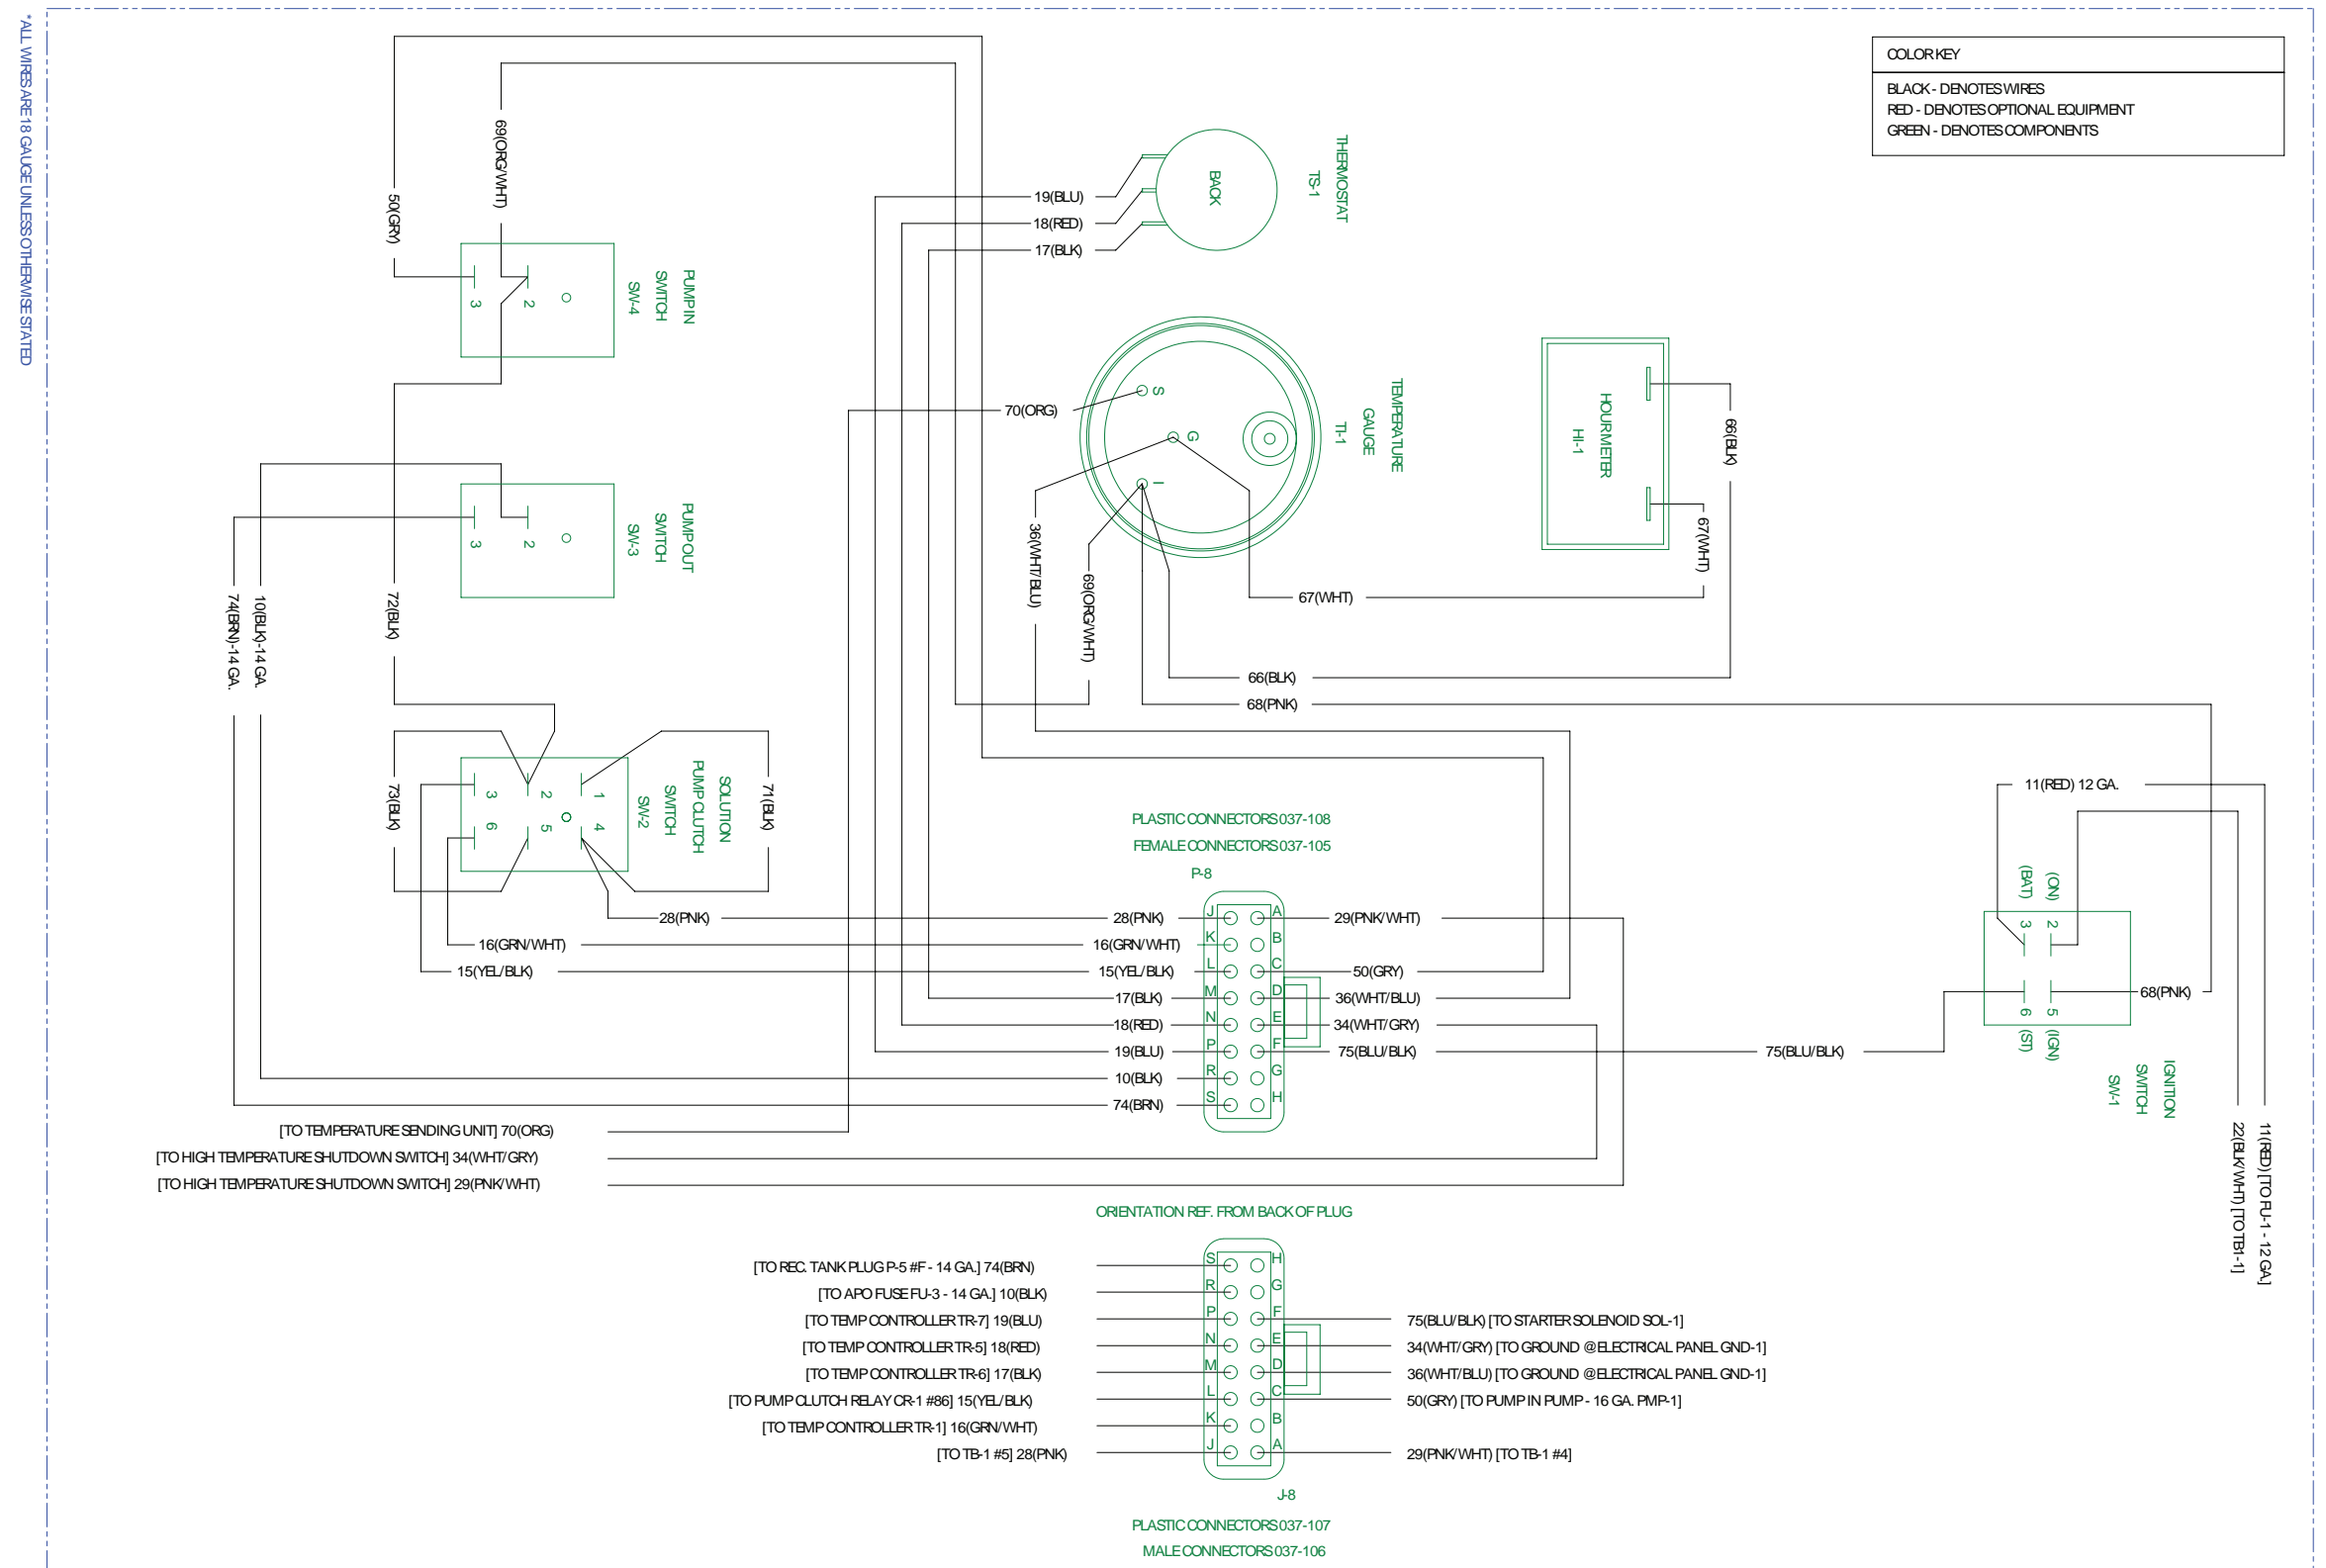 *ALL WIRES ARE 18 GAUGE UNLESS OTHERWISE STATED
COLOR KEY
BLACK - DENOTES WIRES
RED - DENOTES OPTIONAL EQUIPMENT
GREEN - DENOTES COMPONENTS
69(ORG/WHT)
50(GRY)
PUMP IN
SWITCH
SW-4
3
2
THERMOSTAT
TS-1
BACK
19(BLU)
18(RED)
17(BLK)
TEMPERATURE
GAUGE
TI-1
S
G
I
70(ORG)
HOUR METER
HI-1
66(BLK)
67(WHT)
36(WHT/BLU)
69(ORG/WHT)
67(WHT)
66(BLK)
68(PNK)
PUMP OUT
SWITCH
SW-3
3
2
74(BRN)-14 GA.
10(BLK)-14 GA.
72(BLK)
SOLUTION
PUMP CLUTCH
SWITCH
SW-2
3
2
1
6
5
4
73(BLK)
71(BLK)
11(RED) 12 GA.
(BAT)
(ON)
3
2
6
5
(ST)
(IGN)
68(PNK)
IGNITION
SWITCH
SW-1
22(BLK/WHT) [TO TB1-1]
11(RED) [TO FU-1 - 12 GA.]
PLASTIC CONNECTORS 037-108
FEMALE CONNECTORS 037-105
P-8
28(PNK) 28(PNK) J A 29(PNK/WHT)
16(GRN/WHT) 16(GRN/WHT) K B
15(YEL/BLK) 15(YEL/BLK) L C 50(GRY)
17(BLK) M D 36(WHT/BLU)
18(RED) N E 34(WHT/GRY)
19(BLU) P F 75(BLU/BLK) 75(BLU/BLK)
10(BLK) R G
74(BRN) S H
[TO TEMPERATURE SENDING UNIT] 70(ORG)
[TO HIGH TEMPERATURE SHUTDOWN SWITCH] 34(WHT/GRY)
[TO HIGH TEMPERATURE SHUTDOWN SWITCH] 29(PNK/WHT)
ORIENTATION REF. FROM BACK OF PLUG
[TO REC. TANK PLUG P-5 #F - 14 GA.] 74(BRN) S H
[TO APO FUSE FU-3 - 14 GA.] 10(BLK) R G
[TO TEMP CONTROLLER TR-7] 19(BLU) P F 75(BLU/BLK) [TO STARTER SOLENOID SOL-1]
[TO TEMP CONTROLLER TR-5] 18(RED) N E 34(WHT/GRY) [TO GROUND @ ELECTRICAL PANEL GND-1]
[TO TEMP CONTROLLER TR-6] 17(BLK) M D 36(WHT/BLU) [TO GROUND @ ELECTRICAL PANEL GND-1]
[TO PUMP CLUTCH RELAY CR-1 #86] 15(YEL/BLK) L C 50(GRY) [TO PUMP IN PUMP - 16 GA. PMP-1]
[TO TEMP CONTROLLER TR-1] 16(GRN/WHT) K B
[TO TB-1 #5] 28(PNK) J A 29(PNK/WHT) [TO TB-1 #4]
J-8
PLASTIC CONNECTORS 037-107
MALE CONNECTORS 037-106